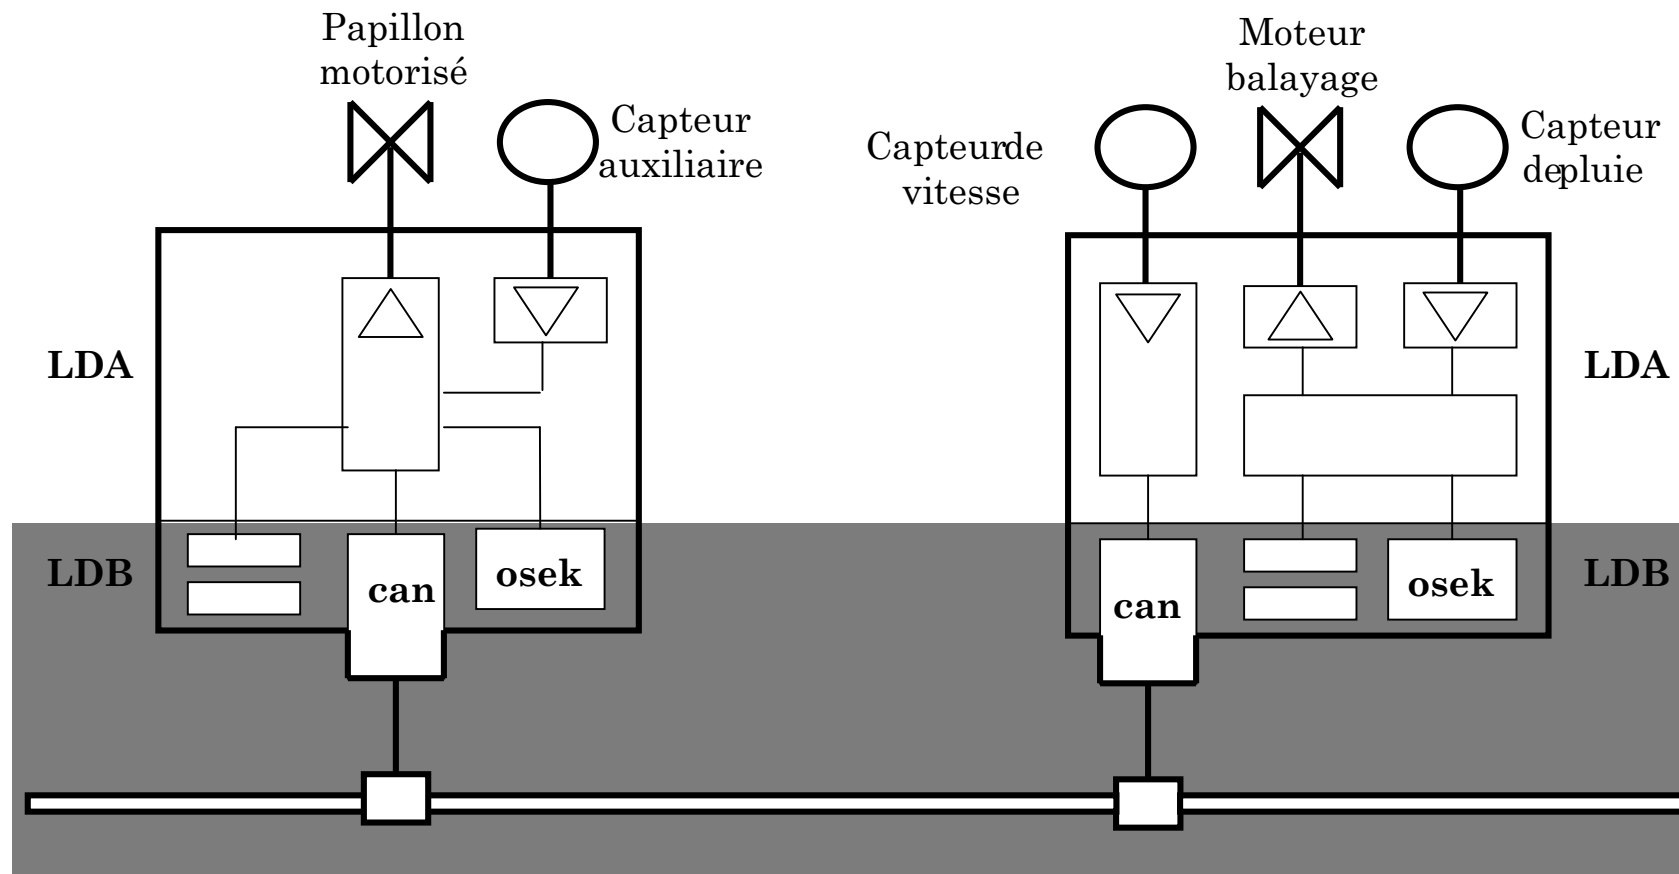 Papillon
motorisé
Capteur
auxiliaire
Capteurde
vitesse
Moteur
balayage
Capteur
depluie
LDA
LDA
LDB
can
osek
can
osek
LDB